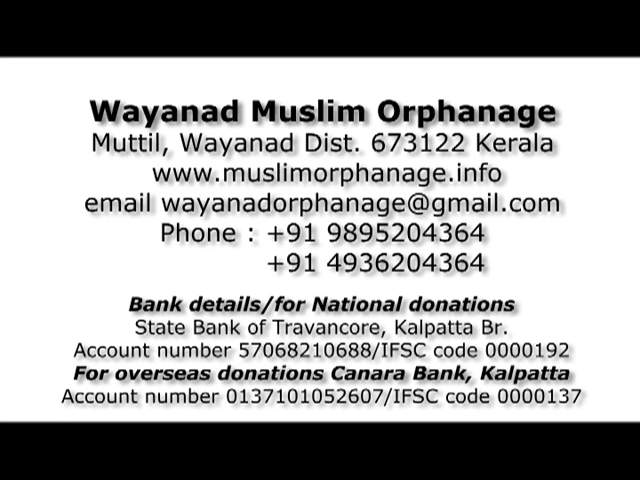 Wayanad Muslim Orphanage
Muttil, Wayanad Dist. 673122 Kerala
www.muslimorphanage.info
email wayanadorphanage@gmail.com
Phone : +91 9895204364
+91 4936204364
Bank details/for National donations
State Bank of Travancore, Kalpatta Br.
Account number 57068210688/IFSC code 0000192
For overseas donations Canara Bank, Kalpatta
Account number 0137101052607/IFSC code 0000137